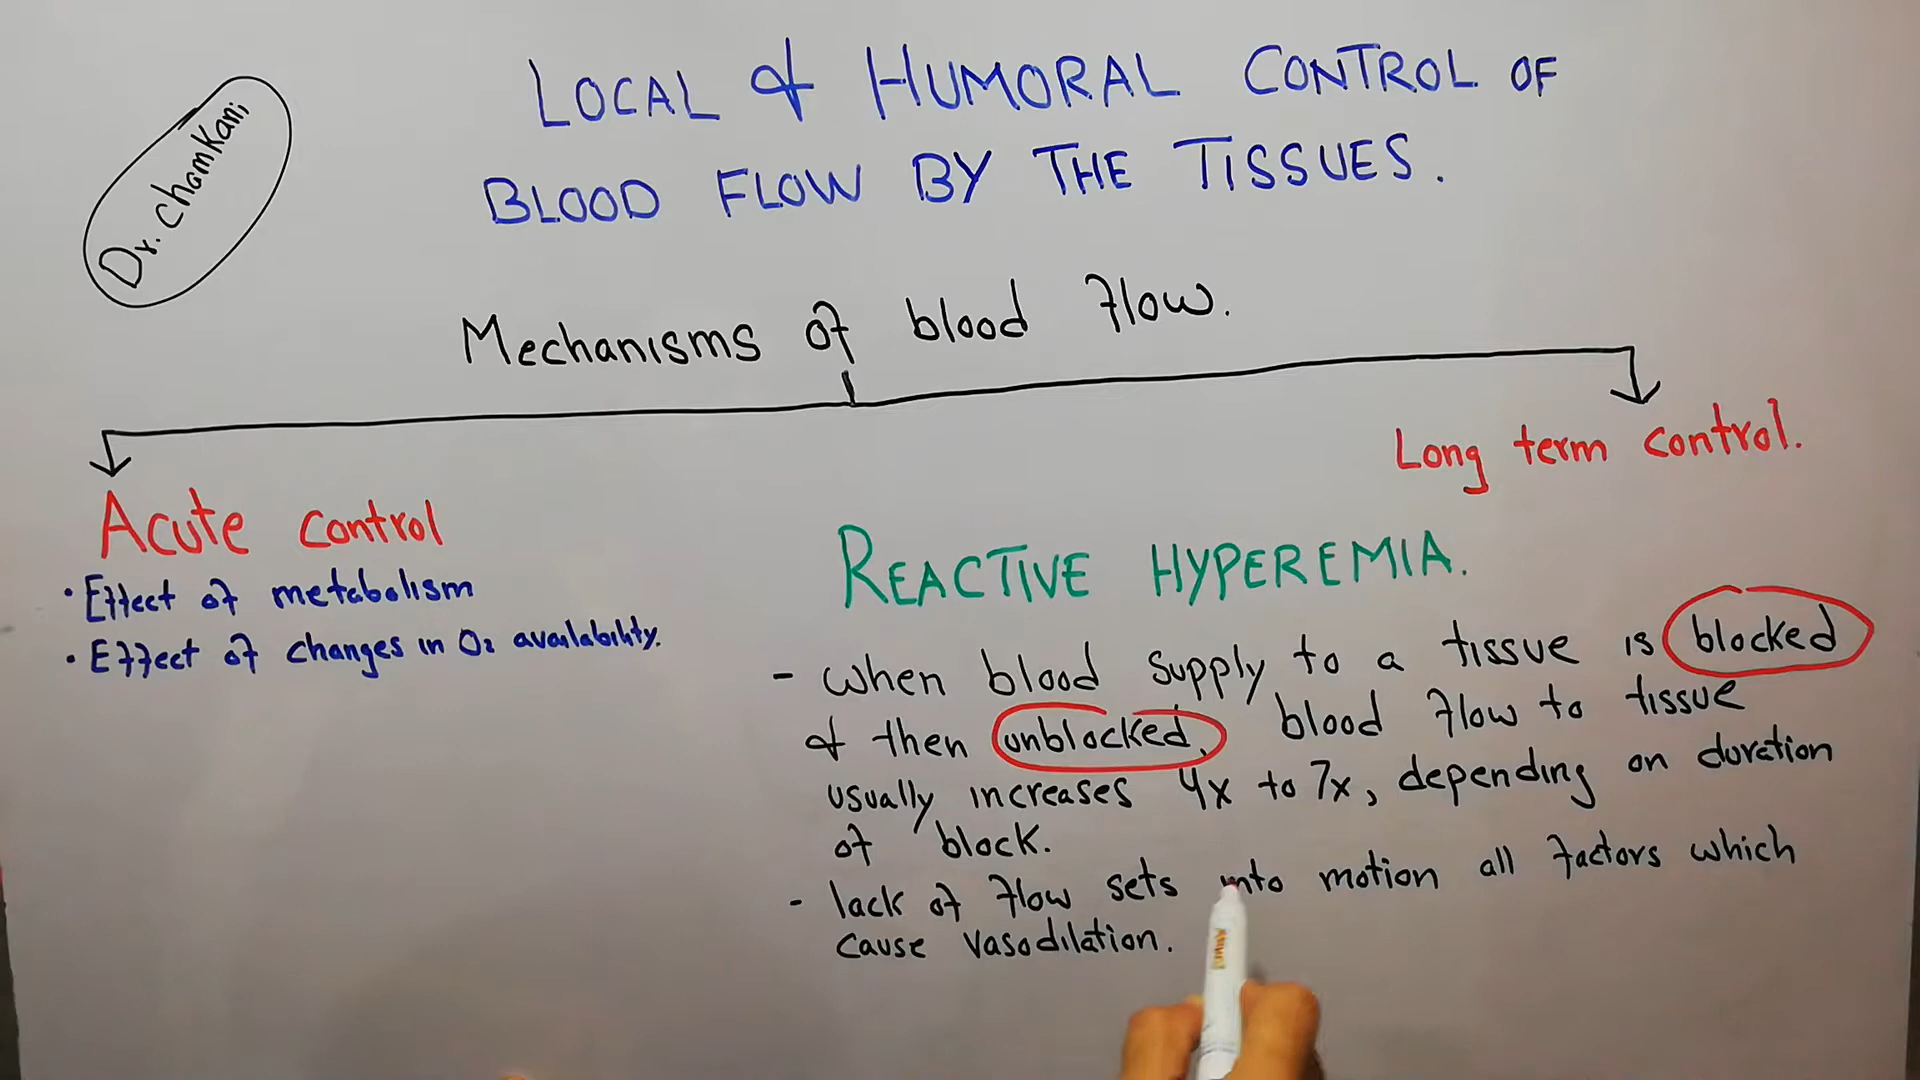 Dr. Chamkani
LOCAL & HUMORAL CONTROL OF
BLOOD FLOW BY THE TISSUES.
Mechanisms of blood flow.
Acute control
• Effect of metabolism
• Effect of changes in O₂ availability.
Long term control.
REACTIVE HYPEREMIA.
- when blood supply to a tissue is blocked
& then unblocked, blood flow to tissue
usually increases 4x to 7x, depending on duration
of block.
- lack of flow sets into motion all factors which
cause vasodilation.